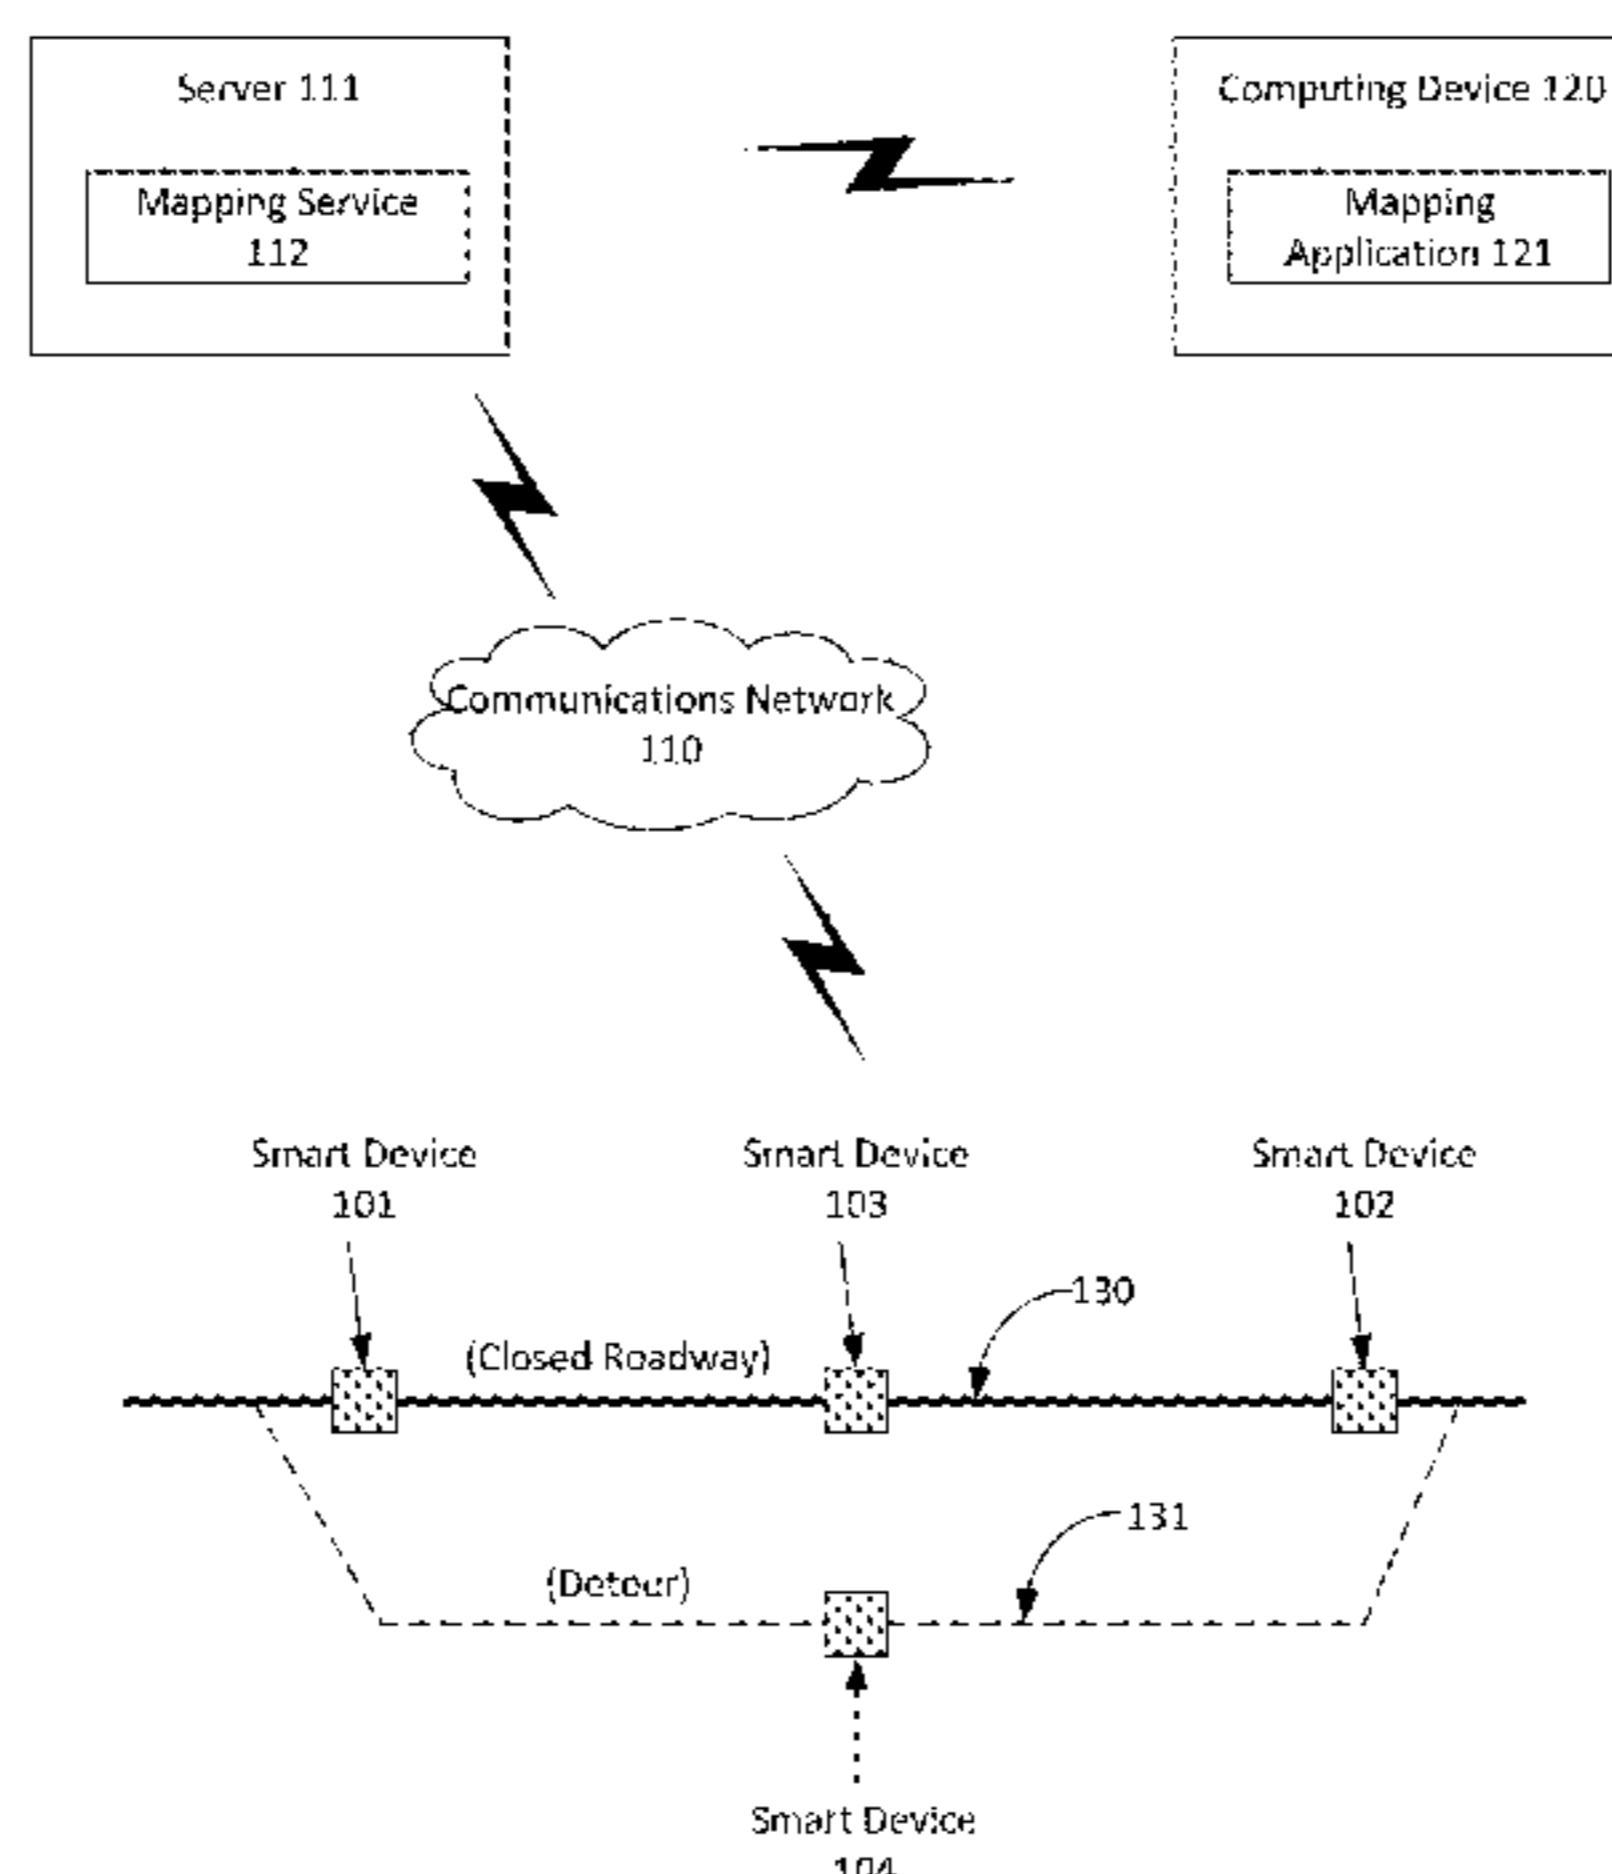 Server 111
Mapping Service
112
Computing Device 120
Mapping
Application 121
Communications Network
110
Smart Device
101
Smart Device
103
Smart Device
102
130
(Closed Roadway)
131
(Detour)
Smart Device
104